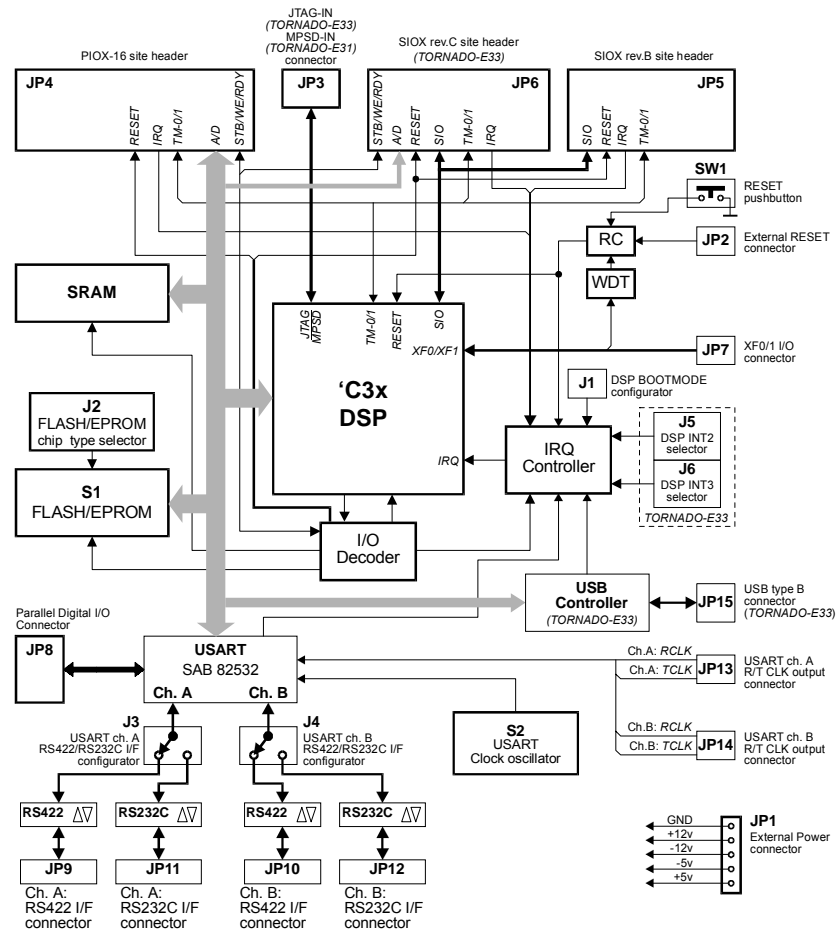 JTAG-IN
(TORNADO-E33)
MPSD-IN
(TORNADO-E31)
connector
PIOX-16 site header
SIOX rev.C site header
(TORNADO-E33)
SIOX rev.B site header
JP4
JP3
JP6
JP5
RESET
IRQ
TM-0/1
A/D
STB/WE/RDY
STB/WE/RDY
A/D
RESET
SIO
TM-0/1
IRQ
SIO
RESET
IRQ
TM-0/1
SW1
RESET
pushbutton
RC
JP2
External RESET
connector
WDT
SRAM
JTAG
MPSD
TM-0/1
RESET
SIO
XF0/XF1
JP7
XF0/1 I/O
connector
'C3x
DSP
J1
DSP BOOTMODE
configurator
J2
FLASH/EPROM
chip type selector
IRQ
IRQ
Controller
J5
DSP INT2
selector
J6
DSP INT3
selector
TORNADO-E33
S1
FLASH/EPROM
I/O
Decoder
USB
Controller
(TORNADO-E33)
JP15
USB type B
connector
(TORNADO-E33)
Parallel Digital I/O
Connector
JP8
USART
SAB 82532
Ch. A
Ch. B
Ch.A: RCLK
Ch.A: TCLK
JP13
USART ch. A
R/T CLK output
connector
Ch.B: RCLK
Ch.B: TCLK
JP14
USART ch. B
R/T CLK output
connector
J3
USART ch. A
RS422/RS232C I/F
configurator
J4
USART ch. B
RS422/RS232C I/F
configurator
S2
USART
Clock oscillator
RS422
RS232C
RS422
RS232C
JP9
JP11
JP10
JP12
Ch. A:
RS422 I/F
connector
Ch. A:
RS232C I/F
connector
Ch. B:
RS422 I/F
connector
Ch. B:
RS232C I/F
connector
GND
+12v
-12v
-5v
+5v
JP1
External Power
connector